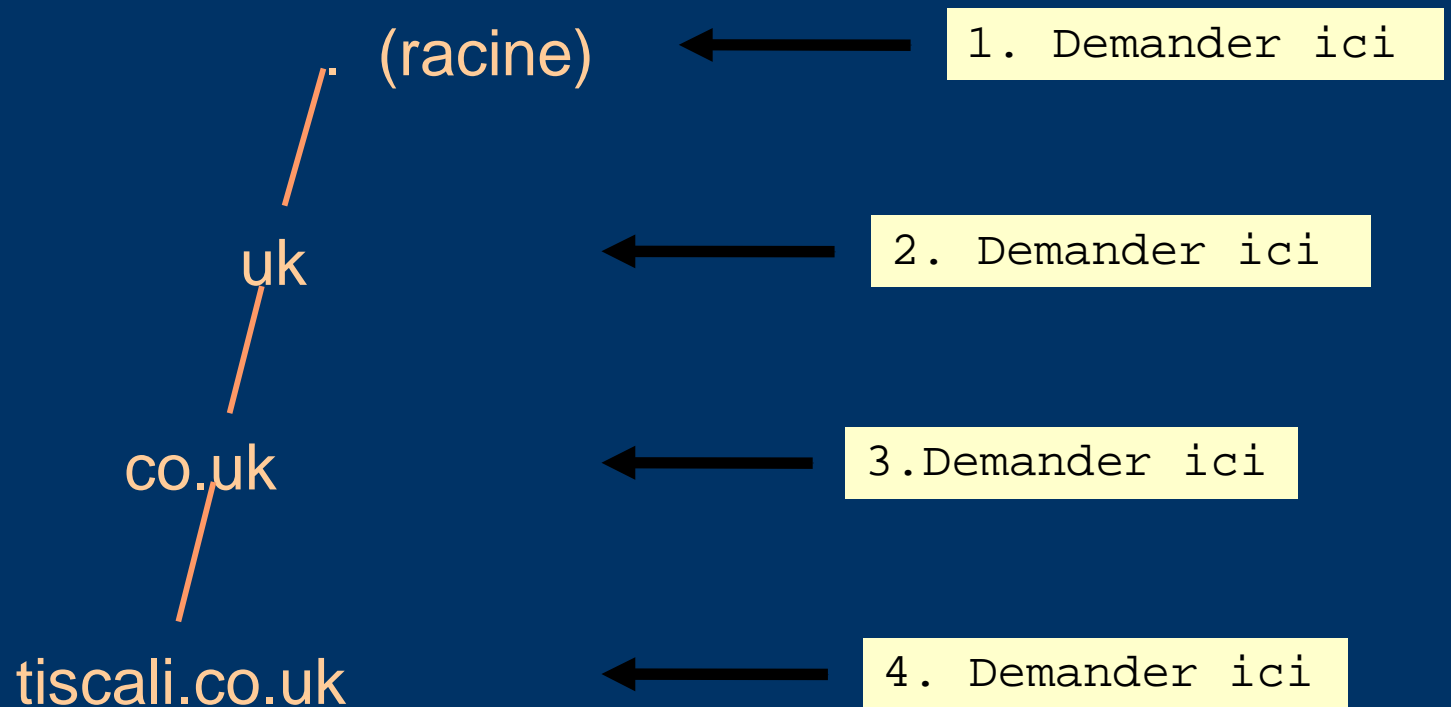 . (racine)
1. Demander ici
uk
2. Demander ici
co.uk
3.Demander ici
tiscali.co.uk
4. Demander ici